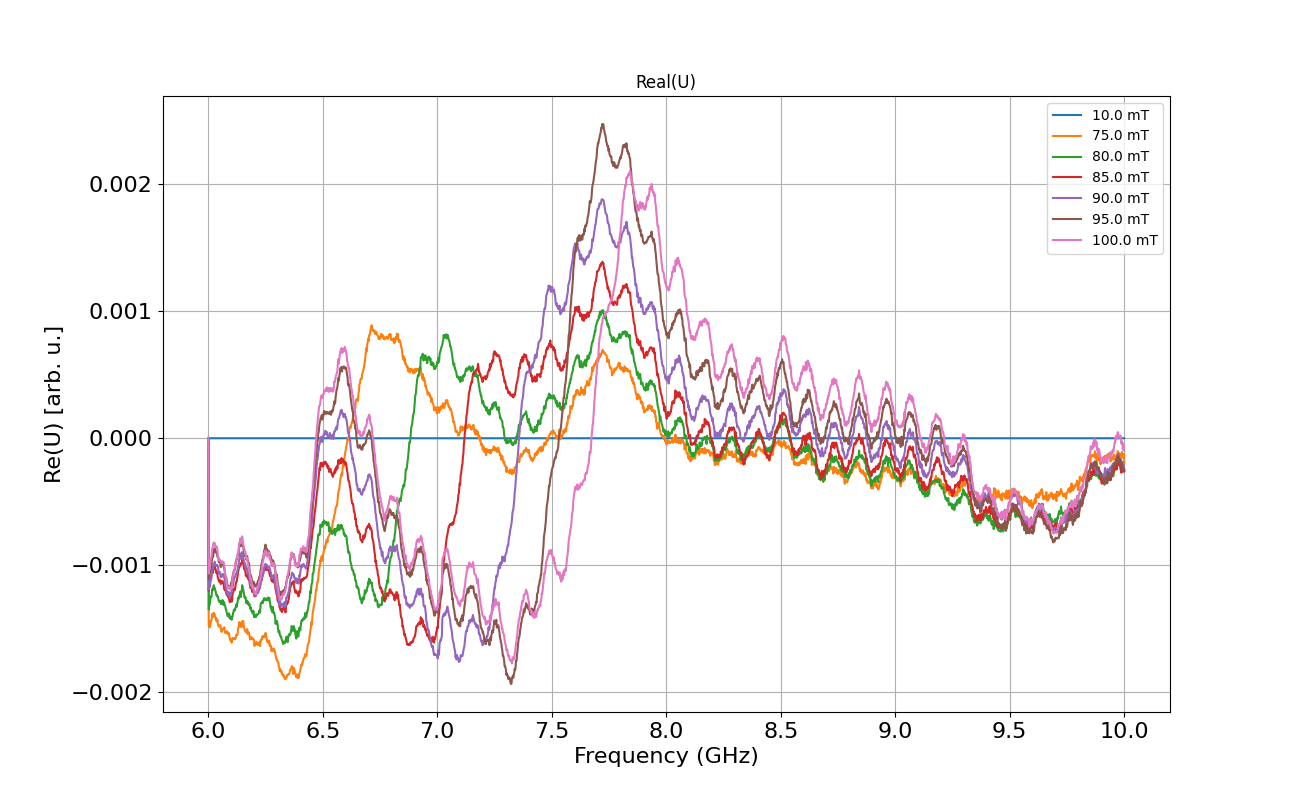 Real(U)
10.0 mT
75.0 mT
80.0 mT
85.0 mT
90.0 mT
95.0 mT
100.0 mT
0.002
0.001
0.000
−0.001
−0.002
Re(U) [arb. u.]
6.0 6.5 7.0 7.5 8.0 8.5 9.0 9.5 10.0
Frequency (GHz)